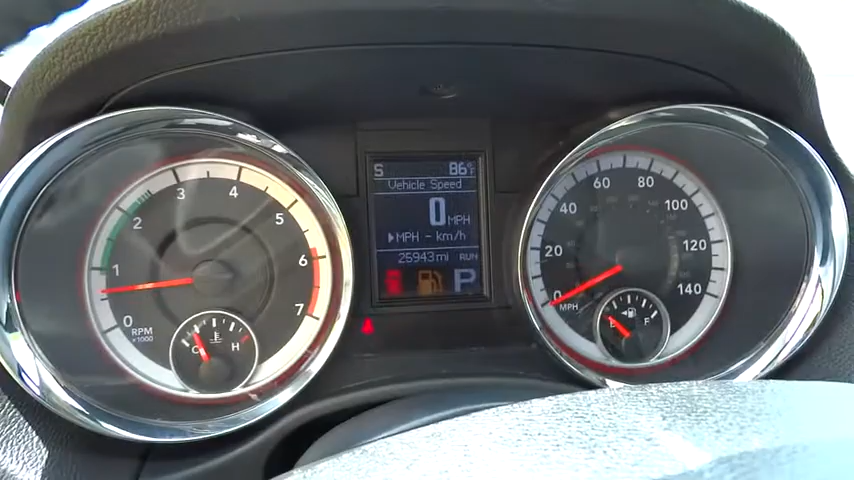 S 86°F
Vehicle Speed
0 MPH
MPH - km/h
25943mi RUN
P
0 1 2 3 4 5 6 7
RPM
×1000
C H
0 20 40 60 80 100 120 140
MPH
E F